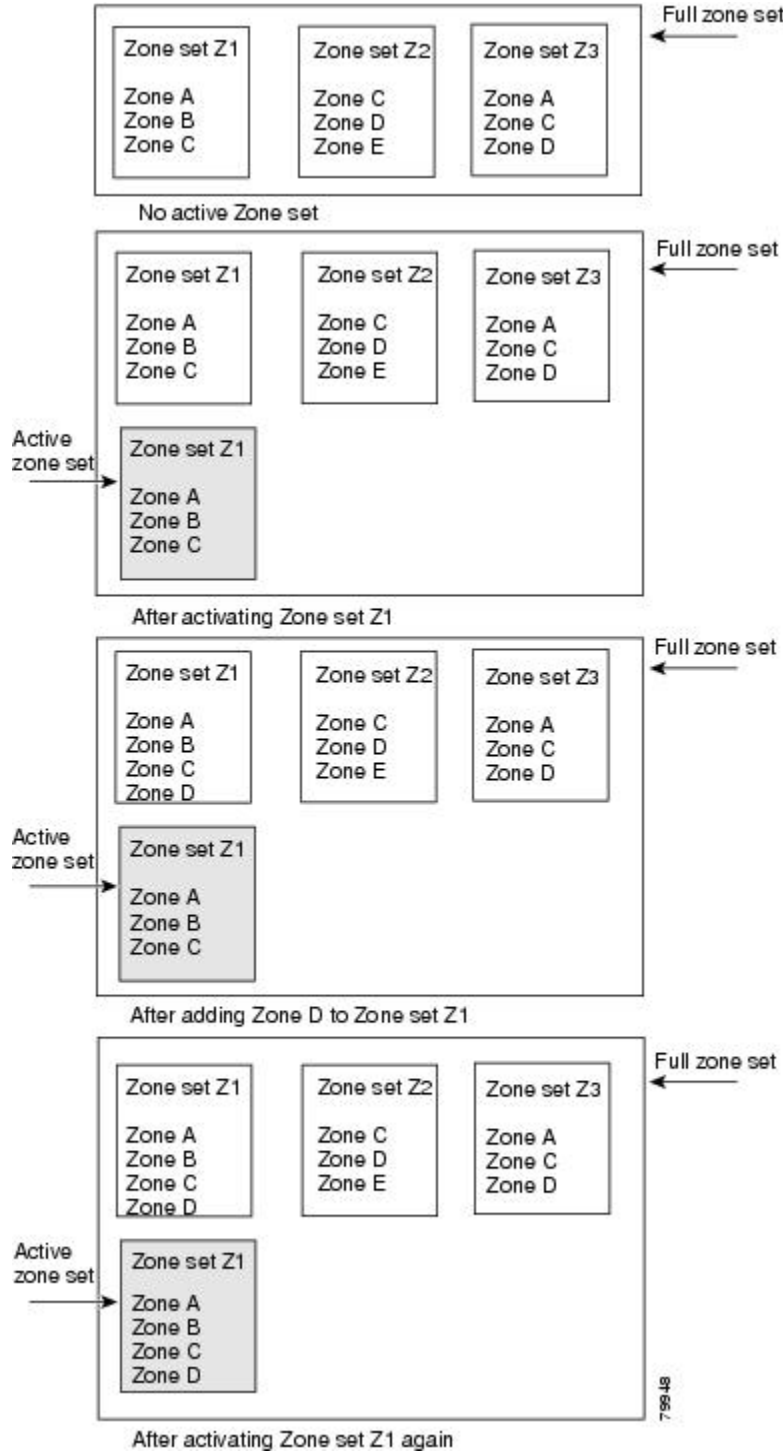 Full zone set
Zone set Z1
Zone A
Zone B
Zone C
Zone set Z2
Zone C
Zone D
Zone E
Zone set Z3
Zone A
Zone C
Zone D
No active Zone set
Full zone set
Zone set Z1
Zone A
Zone B
Zone C
Zone set Z2
Zone C
Zone D
Zone E
Zone set Z3
Zone A
Zone C
Zone D
Active
zone set
Zone set Z1
Zone A
Zone B
Zone C
After activating Zone set Z1
Full zone set
Zone set Z1
Zone A
Zone B
Zone C
Zone D
Zone set Z2
Zone C
Zone D
Zone E
Zone set Z3
Zone A
Zone C
Zone D
Active
zone set
Zone set Z1
Zone A
Zone B
Zone C
After adding Zone D to Zone set Z1
Full zone set
Zone set Z1
Zone A
Zone B
Zone C
Zone D
Zone set Z2
Zone C
Zone D
Zone E
Zone set Z3
Zone A
Zone C
Zone D
Active
zone set
Zone set Z1
Zone A
Zone B
Zone C
Zone D
79948
After activating Zone set Z1 again